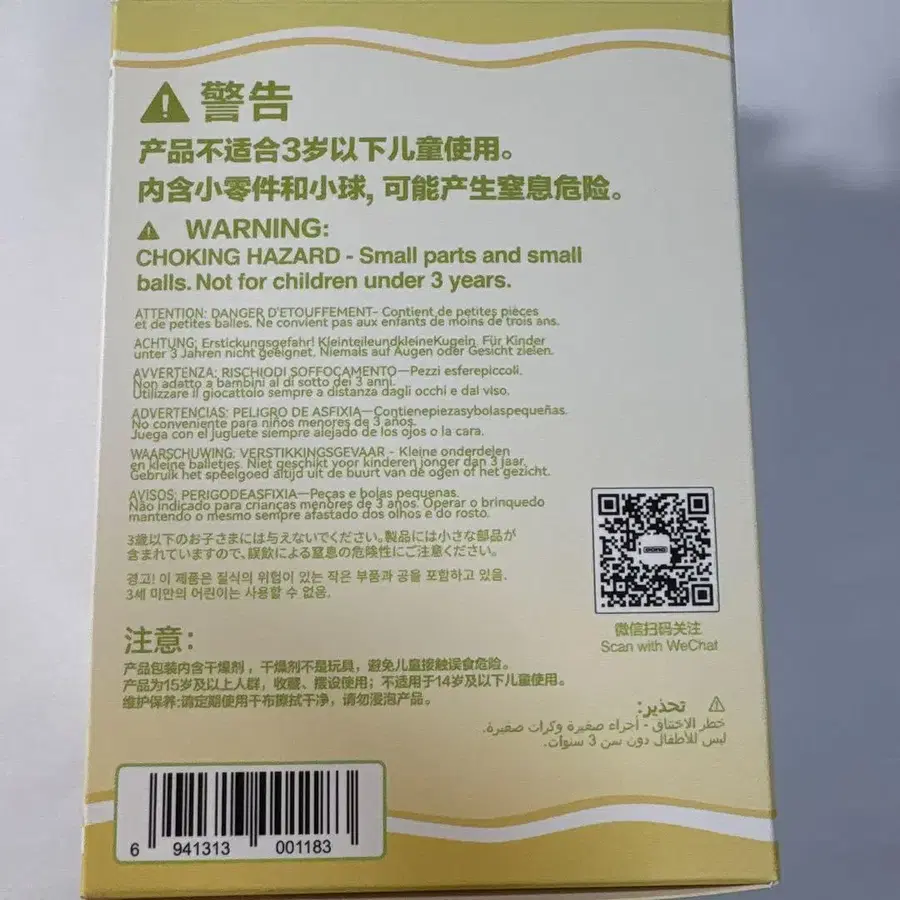 警告
产品不适合3岁以下儿童使用。
内含小零件和小球, 可能产生窒息危险。
WARNING:
CHOKING HAZARD - Small parts and small
balls. Not for children under 3 years.
ATTENTION: DANGER D'ETOUFFEMENT- Contient de petites pièces
et de petites balles. Ne convient pas aux enfants de moins de trois ans.
ACHTUNG: Erstickungsgefahr! KleinteileundkleineKugeln. Für Kinder
unter 3 Jahren nicht geeignet. Niemals auf Augen oder Gesicht zielen.
AVVERTENZA: RISCHIODI SOFFOCAMENTO—Pezzi esferepiccoli.
Non adatto a bambini al di sotto dei 3 anni.
Utilizzare il giocattolo sempre a distanza dagli occhi e dal viso.
ADVERTENCIAS: PELIGRO DE ASFIXIA—Contienepiezasybolaspequeñas.
No conveniente para niños menores de 3 años.
Juega con el juguete siempre alejado de los ojos o la cara.
WAARSCHUWING: VERSTIKKINGSGEVAAR - Kleine onderdelen
en kleine balletjes. Niet geschikt voor kinderen jonger dan 3 jaar.
Gebruik het speelgoed altijd uit de buurt van de ogen of het gezicht.
AVISOS: PERIGODEASFIXIA—Peças e bolas pequenas.
Não indicado para crianças menores de 3 años. Operar o brinquedo
mantendo o mesmo sempre afastado dos olhos e do rosto.
3歳以下のお子さまには与えないでください。製品には小さな部品が
含まれていますので、誤飲による窒息の危険性にご注意ください。
경고! 이 제품은 질식의 위험이 있는 작은 부품과 공을 포함하고 있음.
3세 미만의 어린이는 사용할 수 없음.
微信扫码关注
Scan with WeChat
注意:
产品包装内含干燥剂，干燥剂不是玩具，避免儿童接触误食危险。
产品为15岁及以上人群，收藏、摆设使用；不适用于14岁及以下儿童使用。
维护保养:请定期使用干布擦拭干净，请勿浸泡产品。
تحذير:
خطر الاختناق - أجزاء صغيرة وكرات صغيرة.
ليس للأطفال دون سن 3 سنوات.
6 941313 001183